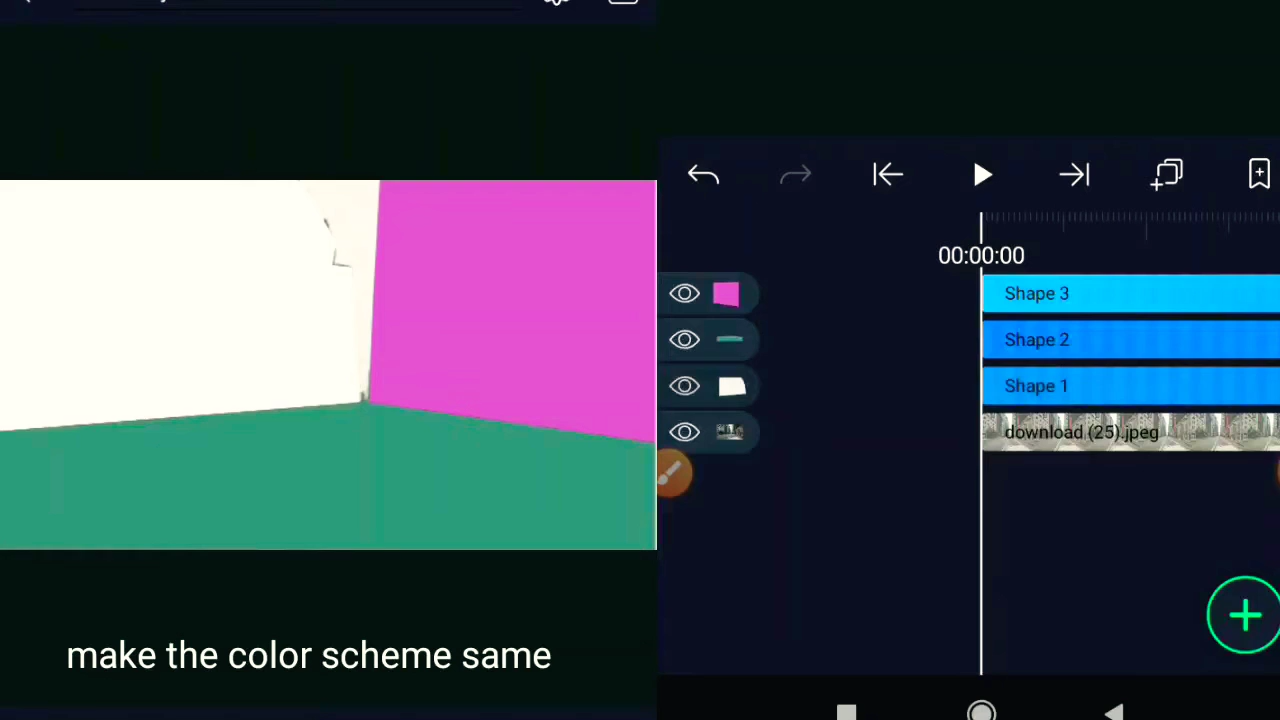 make the color scheme same
00:00:00
Shape 3
Shape 2
Shape 1
download (25).jpeg